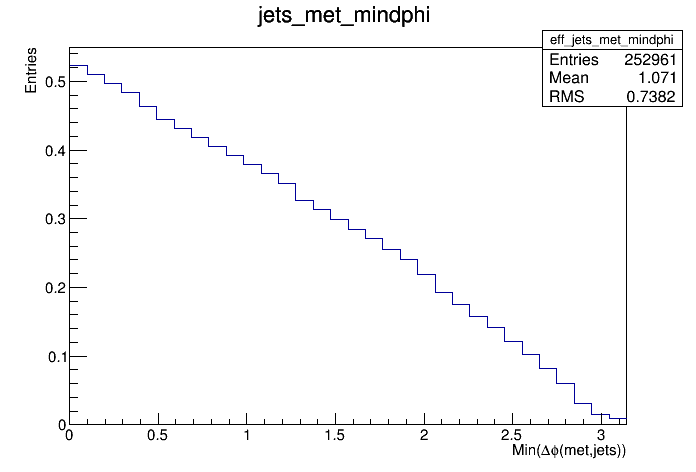 jets_met_mindphi
eff_jets_met_mindphi
Entries 252961
Mean 1.071
RMS 0.7382
Entries
0.5
0.4
0.3
0.2
0.1
0
0 0.5 1 1.5 2 2.5 3
Min(Δϕ(met,jets))